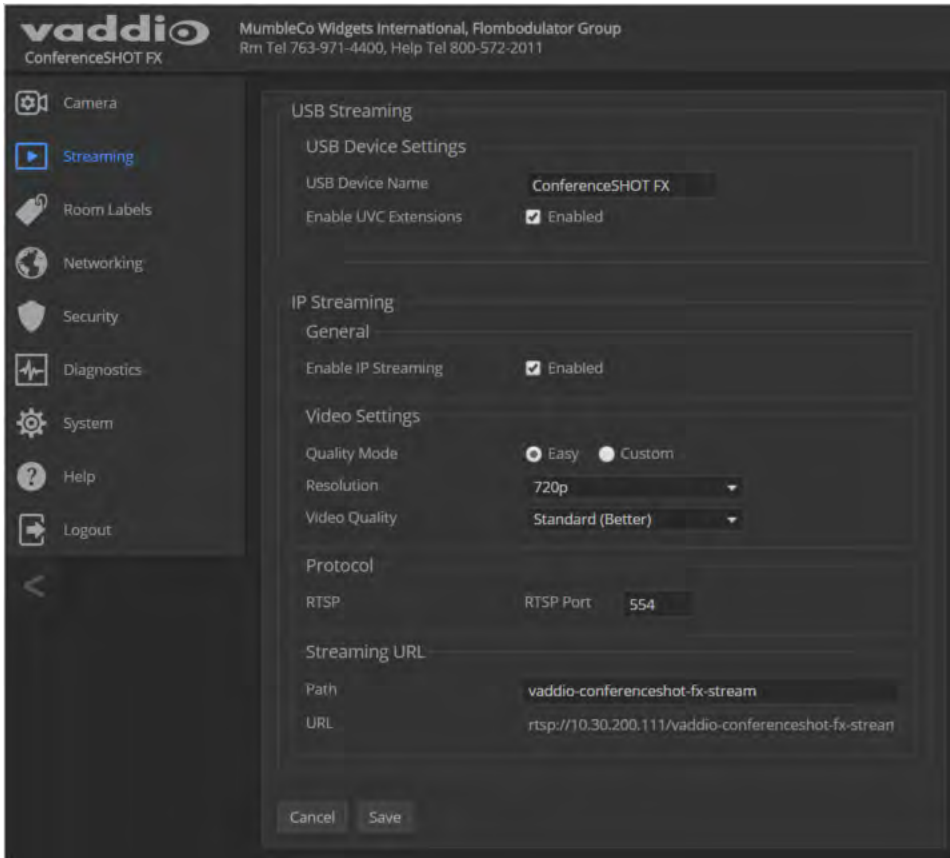 vaddio
ConferenceSHOT FX
MumbleCo Widgets International, Flombodulator Group
Rm Tel 763-971-4400, Help Tel 800-572-2011
Camera
Streaming
Room Labels
Networking
Security
Diagnostics
System
Help
Logout
<
USB Streaming
USB Device Settings
USB Device Name ConferenceSHOT FX
Enable UVC Extensions Enabled
IP Streaming
General
Enable IP Streaming Enabled
Video Settings
Quality Mode Easy Custom
Resolution 720p
Video Quality Standard (Better)
Protocol
RTSP RTSP Port 554
Streaming URL
Path vaddio-conferenceshot-fx-stream
URL rtsp://10.30.200.111/vaddio-conferenceshot-fx-stream
Cancel Save